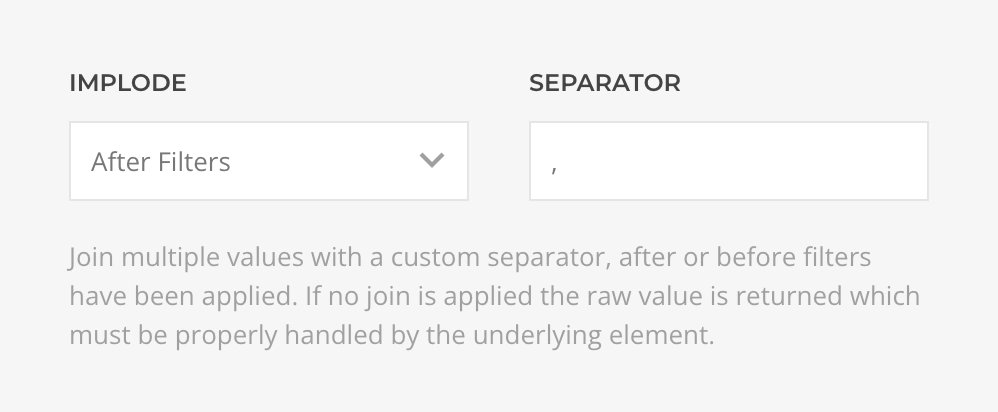 IMPLODE
SEPARATOR
After Filters
,
Join multiple values with a custom separator, after or before filters
have been applied. If no join is applied the raw value is returned which
must be properly handled by the underlying element.